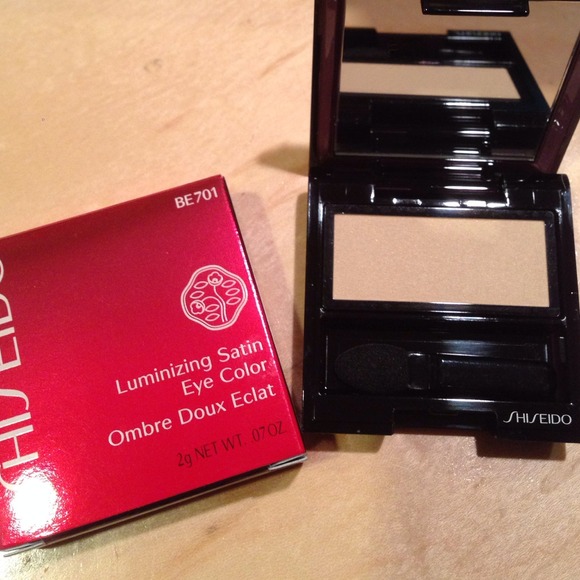 BE701
SHISEIDO
Luminizing Satin
Eye Color
Ombre Doux Eclat
2g NET WT. .07 OZ.
SHISEIDO